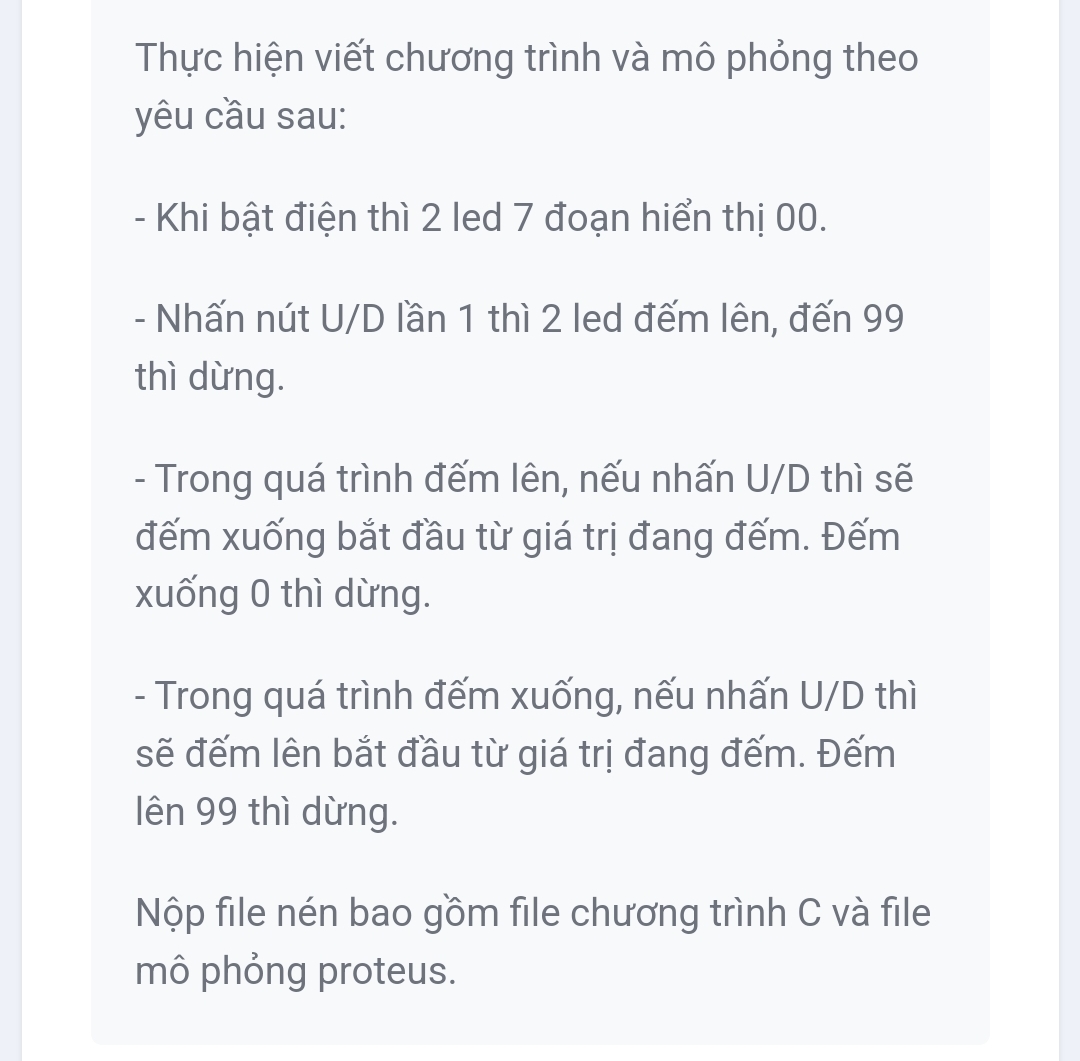 Thực hiện viết chương trình và mô phỏng theo
yêu cầu sau:
- Khi bật điện thì 2 led 7 đoạn hiển thị 00.
- Nhấn nút U/D lần 1 thì 2 led đếm lên, đến 99
thì dừng.
- Trong quá trình đếm lên, nếu nhấn U/D thì sẽ
đếm xuống bắt đầu từ giá trị đang đếm. Đếm
xuống 0 thì dừng.
- Trong quá trình đếm xuống, nếu nhấn U/D thì
sẽ đếm lên bắt đầu từ giá trị đang đếm. Đếm
lên 99 thì dừng.
Nộp file nén bao gồm file chương trình C và file
mô phỏng proteus.